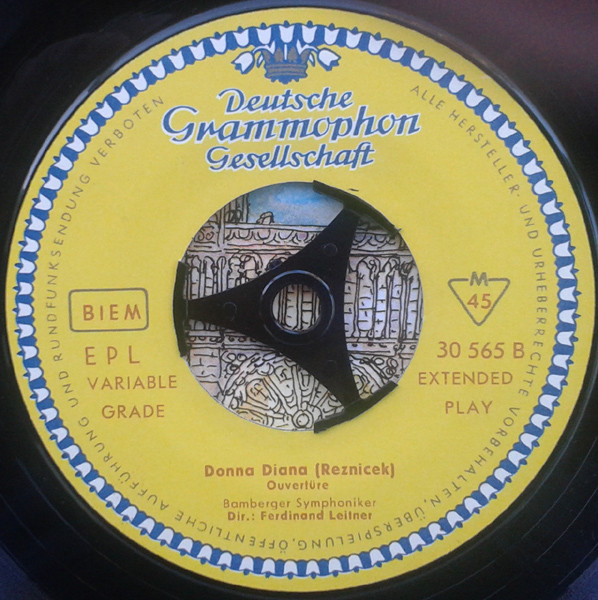 Deutsche
Grammophon
Gesellschaft
ALLE HERSTELLER- UND URHEBERRECHTE VORBEHALTEN, ÜBERSPIELUNG, ÖFFENTLICHE AUFFÜHRUNG UND RUNDFUNKSENDUNG VERBOTEN
BIEM
M
45
EPL
VARIABLE
GRADE
30 565 B
EXTENDED
PLAY
Donna Diana (Reznicek)
Ouvertüre
Bamberger Symphoniker
Dir.: Ferdinand Leitner